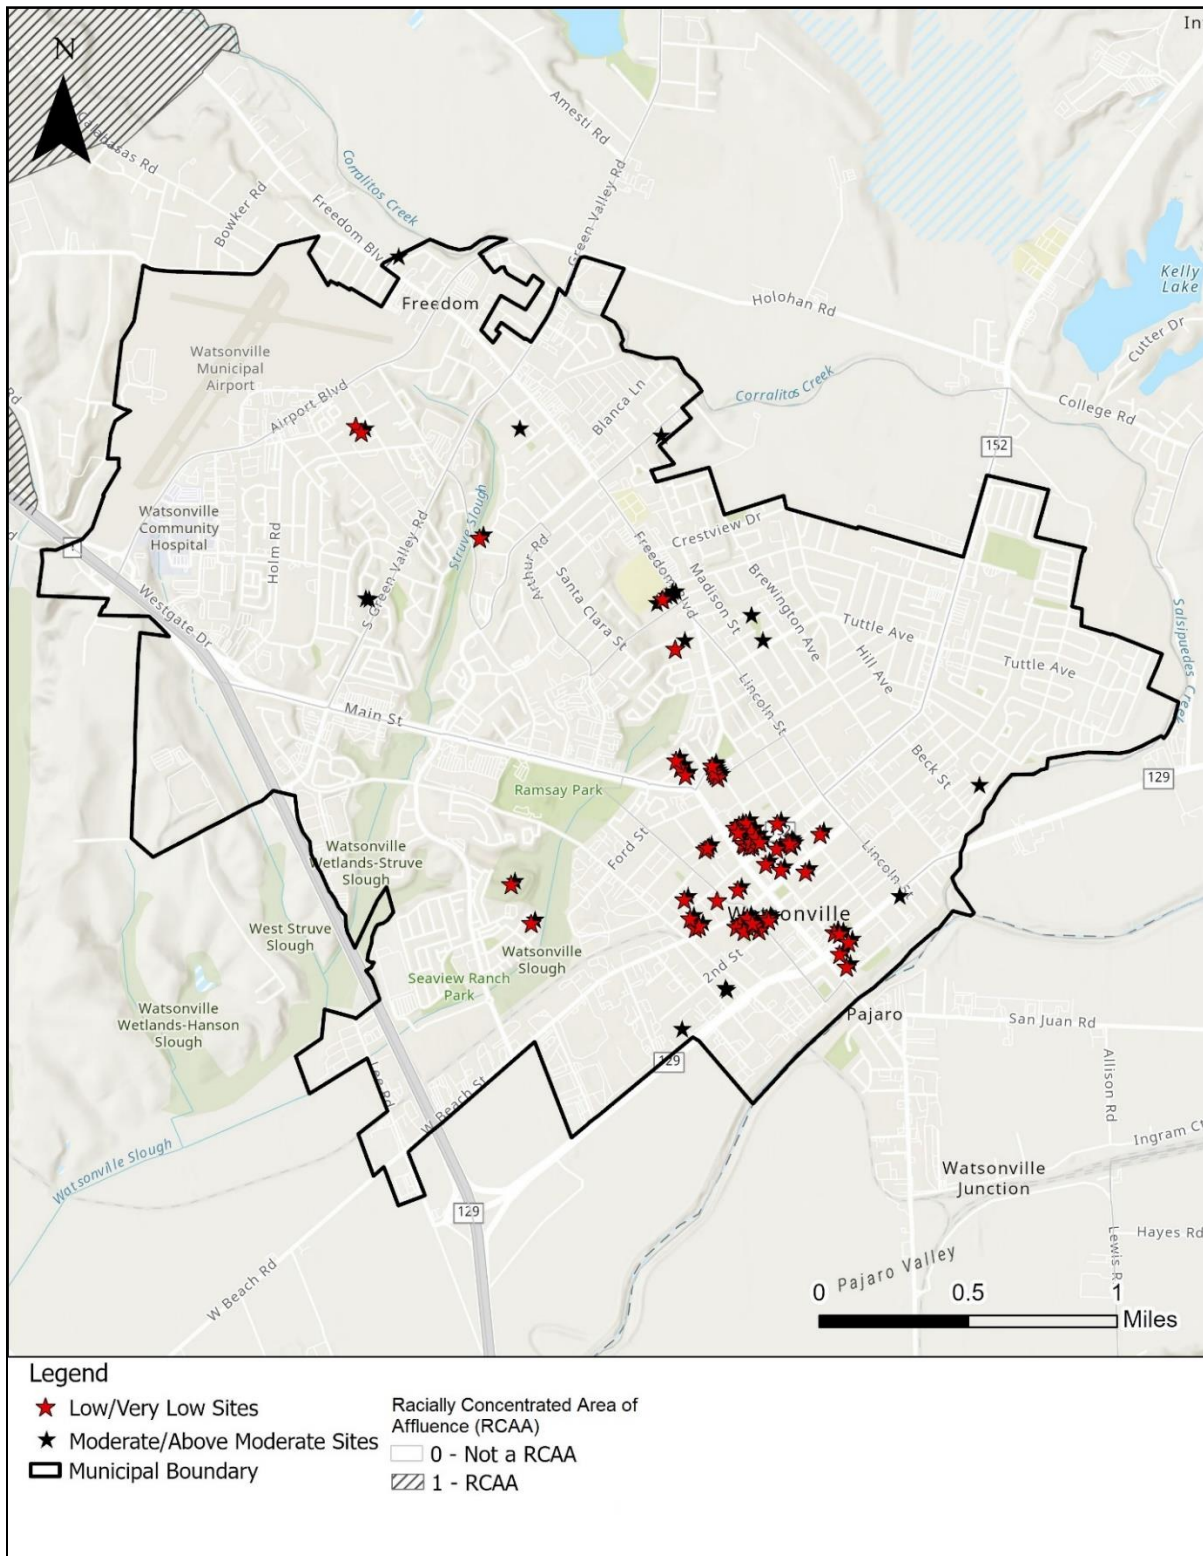 In
N
Amesti Rd
Calabasas Rd
Corralitos Creek
Bowker Rd
Freedom Blvd
Green Valley Rd
Kelly
Lake
Freedom
Holohan Rd
Cutter Dr
Watsonville
Municipal
Airport
Airport Blvd
Blanca Ln
Corralitos Creek
College Rd
Rd
152
Watsonville
Community
Hospital
Holm Rd
S Green Valley Rd
Struve Slough
Arthur Rd
Santa Clara St
Crestview Dr
Freedom Blvd
Madison St
Brewington Ave
Tuttle Ave
Hill Ave
Tuttle Ave
Salsipuedes Creek
Westgate Dr
Main St
Lincoln St
Beck St
129
Ramsay Park
Ford St
Lincoln St
Watsonville
Wetlands-Struve
Slough
Watsonville
West Struve
Slough
Watsonville
Slough
Seaview Ranch
Park
2nd St
Watsonville
Wetlands-Hanson
Slough
Pajaro
San Juan Rd
129
Lee Rd
W Beach St
Allison Rd
Ingram Ct
Watsonville Slough
Watsonville
Junction
129
Hayes Rd
Lewis R
W Beach Rd
Pajaro Valley
0 0.5 1
Miles
Legend
Low/Very Low Sites
Moderate/Above Moderate Sites
Municipal Boundary
Racially Concentrated Area of
Affluence (RCAA)
0 - Not a RCAA
1 - RCAA